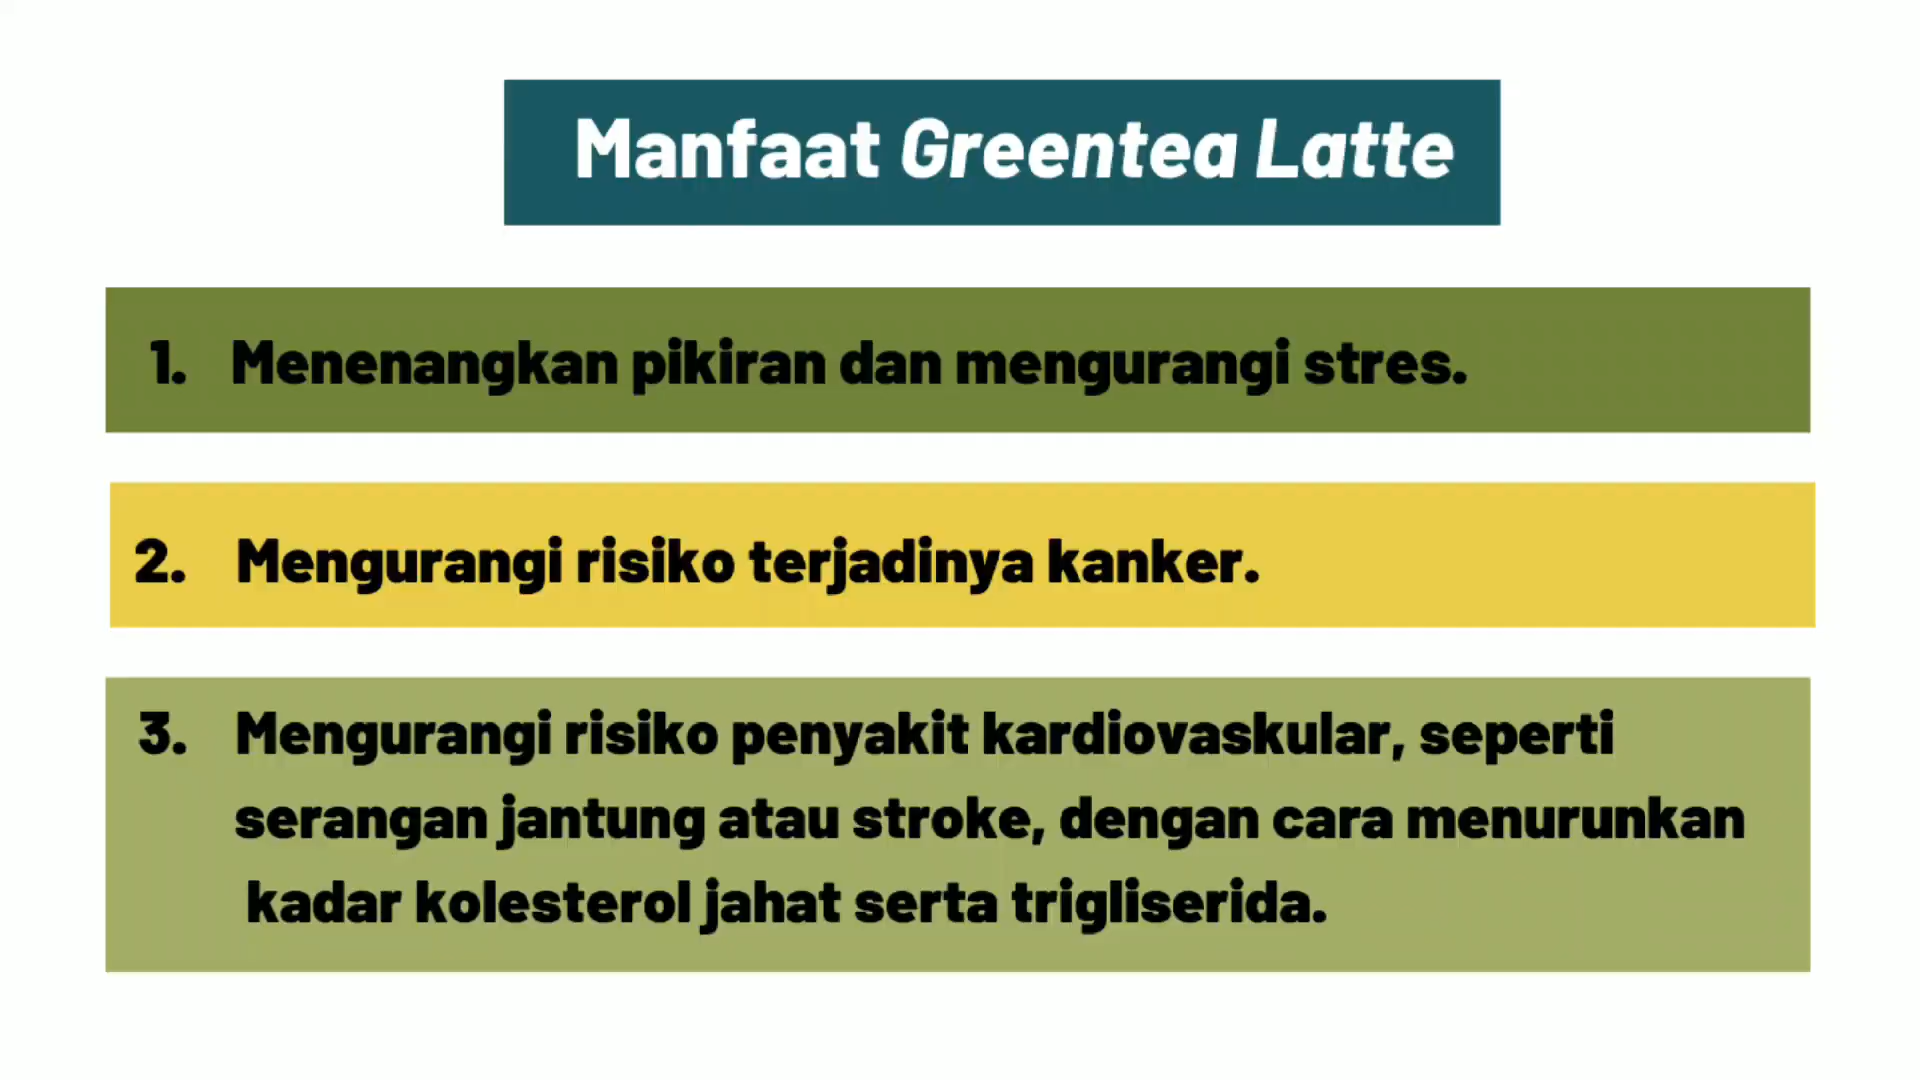 Manfaat Greentea Latte
1. Menenangkan pikiran dan mengurangi stres.
2. Mengurangi risiko terjadinya kanker.
3. Mengurangi risiko penyakit kardiovaskular, seperti
serangan jantung atau stroke, dengan cara menurunkan
kadar kolesterol jahat serta trigliserida.